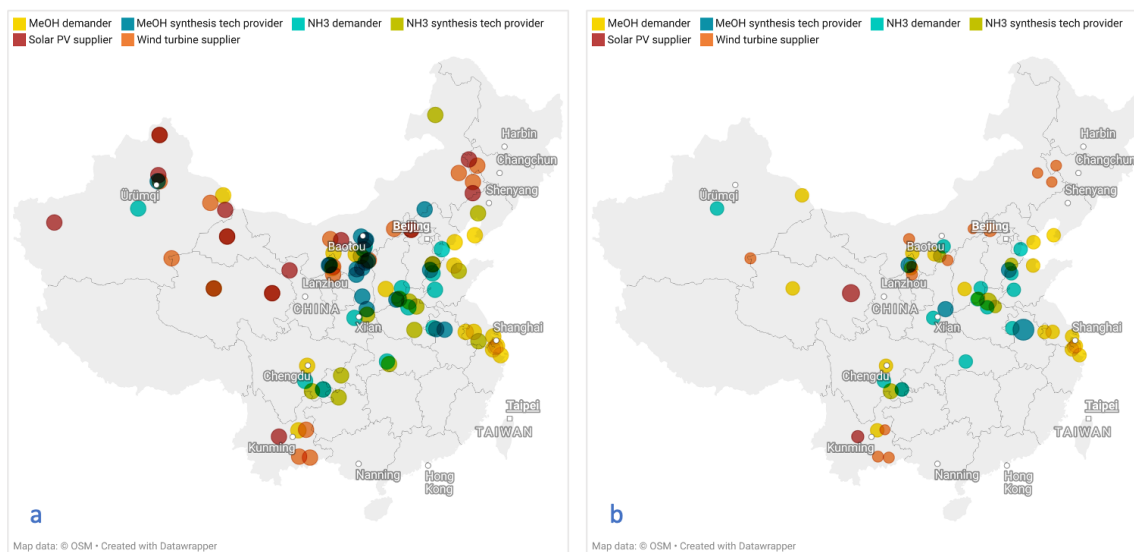 MeOH demander MeOH synthesis tech provider NH3 demander NH3 synthesis tech provider
Solar PV supplier Wind turbine supplier
Harbin
Changchun
Shenyang
Ürümqi
Beijing
Baotou
Lanzhou
CHINA
Xi'an
Shanghai
Chengdu
Taipei
TAIWAN
Kunming
Nanning
Hong
Kong
a
Map data: © OSM • Created with Datawrapper
MeOH demander MeOH synthesis tech provider NH3 demander NH3 synthesis tech provider
Solar PV supplier Wind turbine supplier
Harbin
Changchun
Shenyang
Ürümqi
Beijing
Baotou
Lanzhou
CHINA
Xi'an
Shanghai
Chengdu
Taipei
TAIWAN
Kunming
Nanning
Hong
Kong
b
Map data: © OSM • Created with Datawrapper